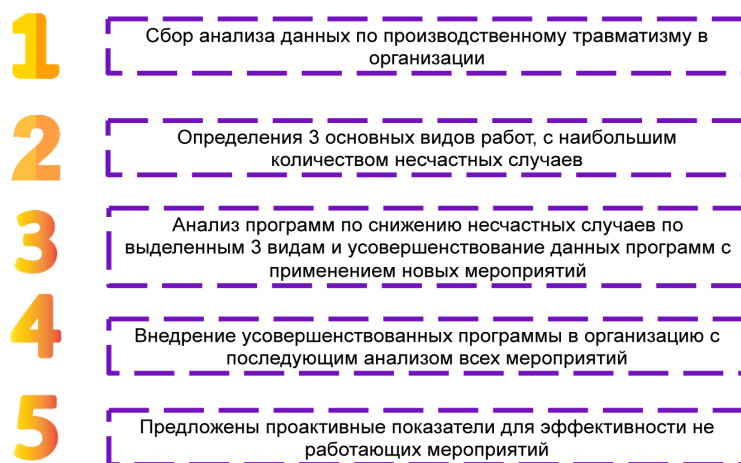 1
Сбор анализа данных по производственному травматизму в
организации
2
Определения 3 основных видов работ, с наибольшим
количеством несчастных случаев
3
Анализ программ по снижению несчастных случаев по
выделенным 3 видам и усовершенствование данных программ с
применением новых мероприятий
4
Внедрение усовершенствованных программы в организацию с
последующим анализом всех мероприятий
5
Предложены проактивные показатели для эффективности не
работающих мероприятий